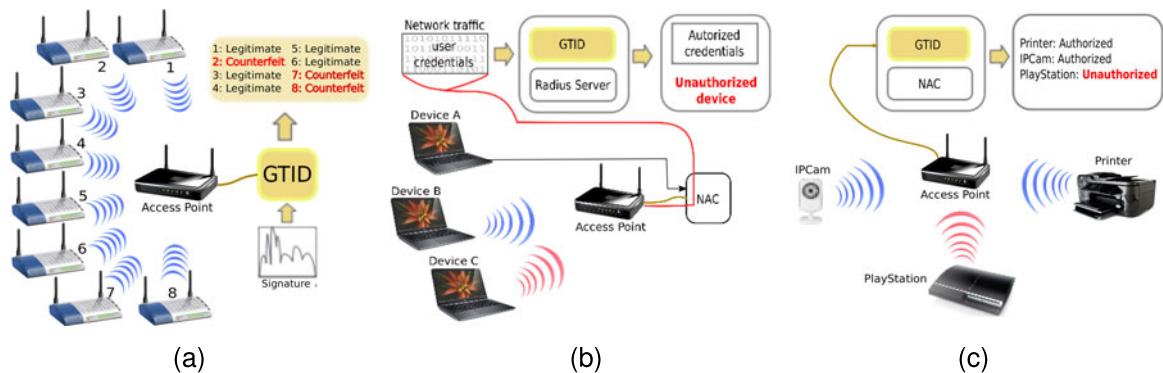 1: Legitimate 5: Legitimate
2: Counterfeit 6: Legitimate
3: Legitimate 7: Counterfeit
4: Legitimate 8: Counterfeit
2
1
3
4
5
6
7
8
GTID
Access Point
Signature
(a)
Network traffic
user
credentials
GTID
Radius Server
Autorized
credentials
Unauthorized
device
Device A
Device B
Device C
Access Point
NAC
(b)
GTID
NAC
Printer: Authorized
IPCam: Authorized
PlayStation: Unauthorized
IPCam
Access Point
Printer
PlayStation
(c)